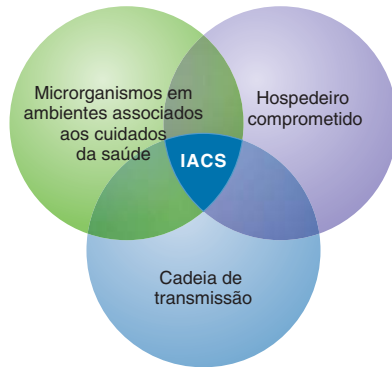 Microrganismos em
ambientes associados
aos cuidados
da saúde
Hospedeiro
comprometido
IACS
Cadeia de
transmissão